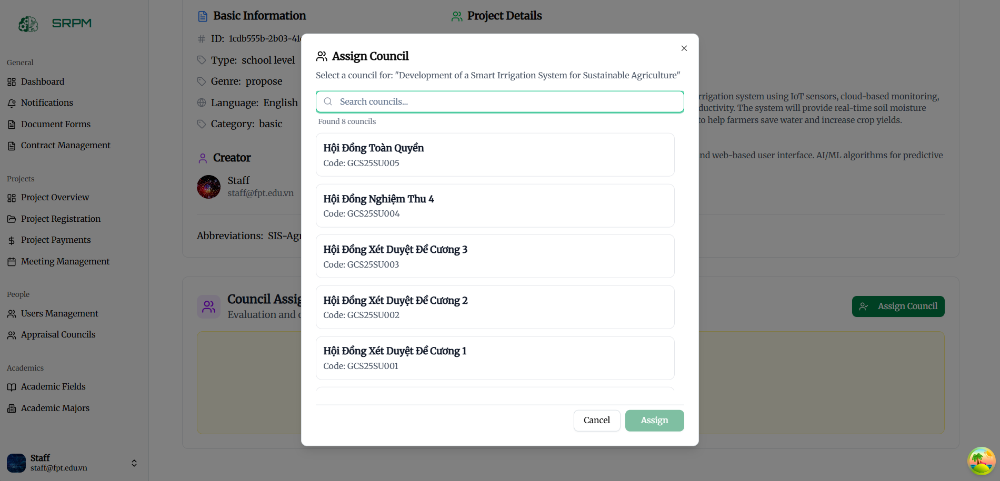 SRPM
General
Dashboard
Notifications
Document Forms
Contract Management
Projects
Project Overview
Project Registration
Project Payments
Meeting Management
People
Users Management
Appraisal Councils
Academics
Academic Fields
Academic Majors
Staff
staff@fpt.edu.vn
Basic Information
ID: 1cdb555b-2b03-41
Type: school level
Genre: propose
Language: English
Category: basic
Creator
Staff
staff@fpt.edu.vn
Abbreviations: SIS-Agr
Project Details
rrigation system using IoT sensors, cloud-based monitoring,
ductivity. The system will provide real-time soil moisture
to help farmers save water and increase crop yields.
nd web-based user interface. AI/ML algorithms for predictive
Council Assig
Evaluation and
Assign Council
Assign Council
Select a council for: "Development of a Smart Irrigation System for Sustainable Agriculture"
Search councils...
Found 8 councils
Hội Đồng Toàn Quyền
Code: GCS25SU005
Hội Đồng Nghiệm Thu 4
Code: GCS25SU004
Hội Đồng Xét Duyệt Đề Cương 3
Code: GCS25SU003
Hội Đồng Xét Duyệt Đề Cương 2
Code: GCS25SU002
Hội Đồng Xét Duyệt Đề Cương 1
Code: GCS25SU001
Cancel
Assign